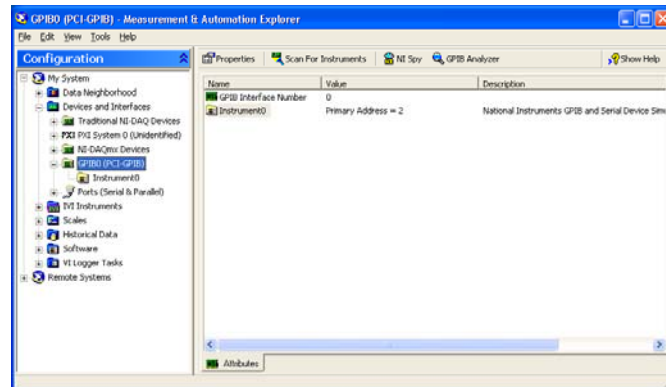 GPIB0 (PCI-GPIB) - Measurement & Automation Explorer
File Edit View Tools Help
Configuration
Properties Scan For Instruments NI Spy GPIB Analyzer Show Help
My System
Data Neighborhood
Devices and Interfaces
Traditional NI-DAQ Devices
PXI PXI System 0 (Unidentified)
NI-DAQmx Devices
GPIB0 (PCI-GPIB)
Instrument0
Ports (Serial & Parallel)
IVI Instruments
Scales
Historical Data
Software
VI Logger Tasks
Remote Systems
Name Value Description
GPIB Interface Number 0
Instrument0 Primary Address = 2 National Instruments GPIB and Serial Device Sim
Attributes